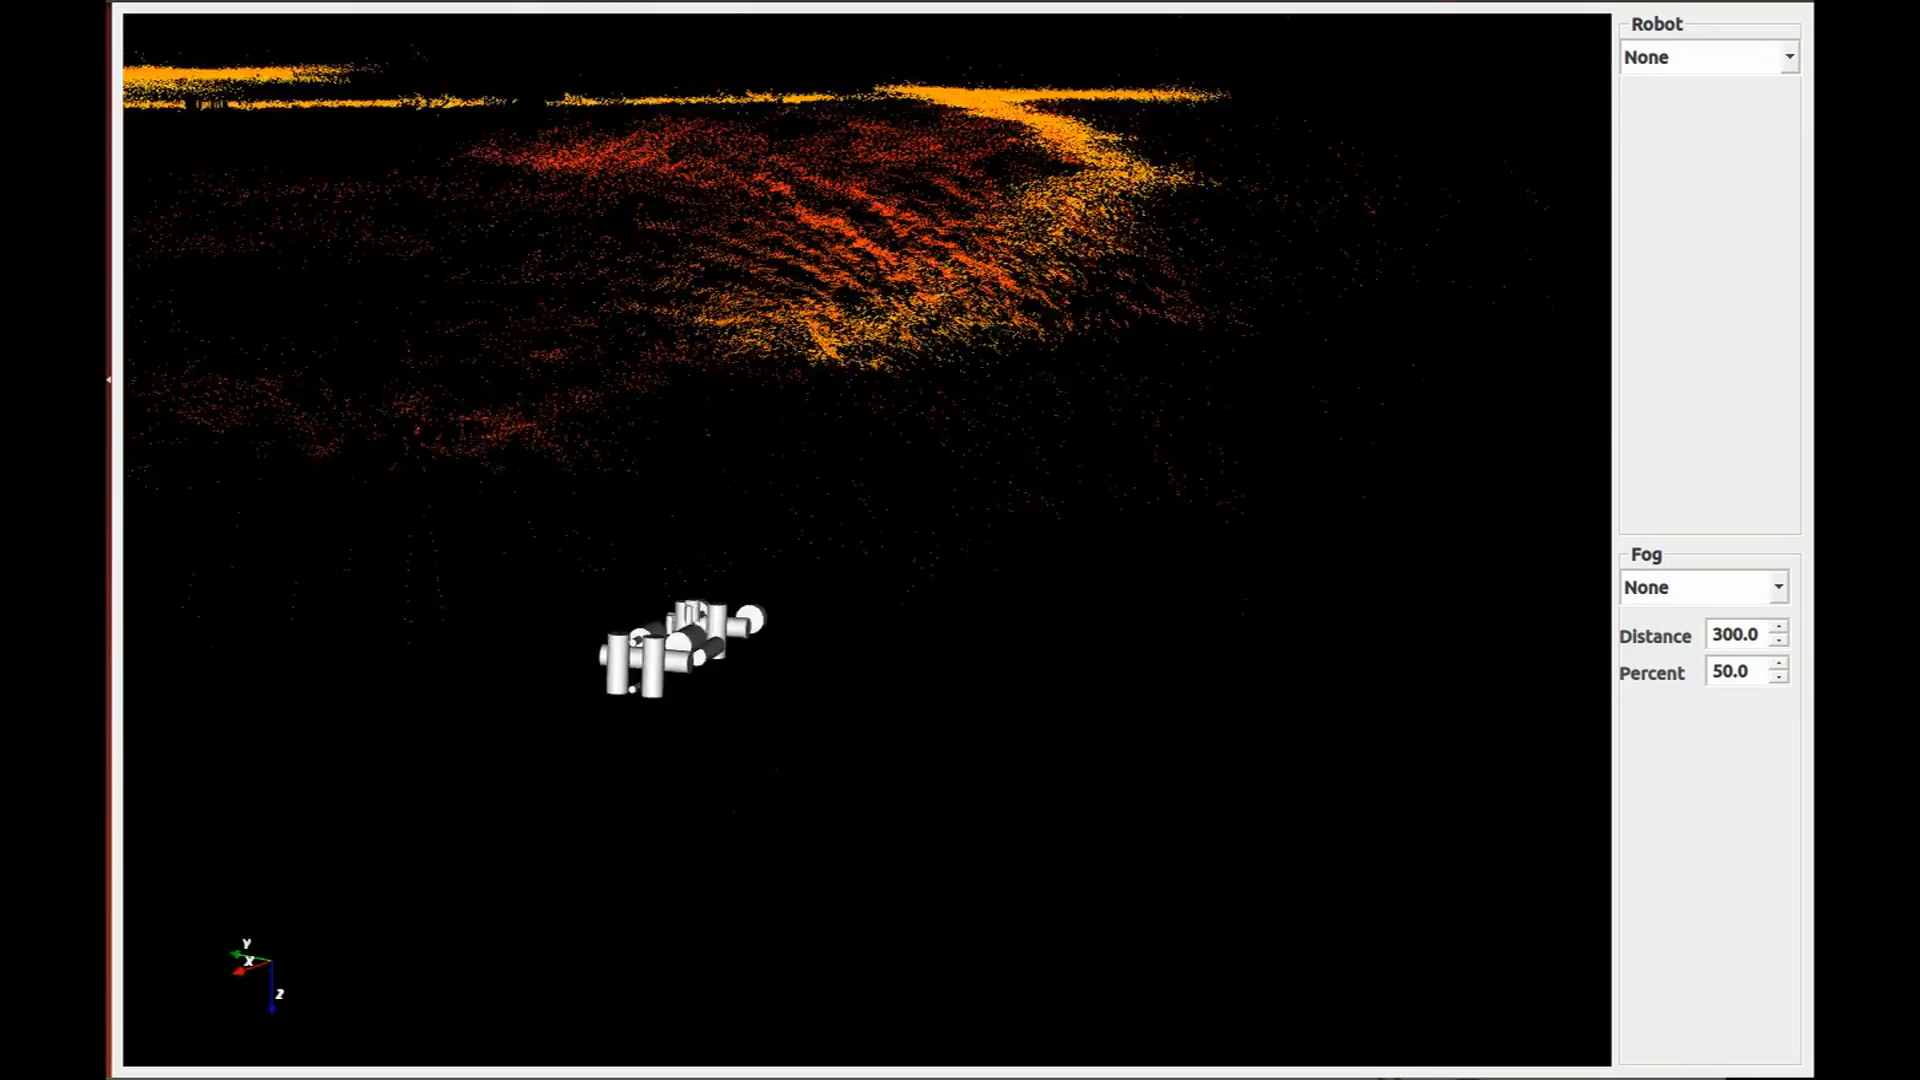 Robot
None
Fog
None
Distance 300.0
Percent 50.0
Y
X
Z